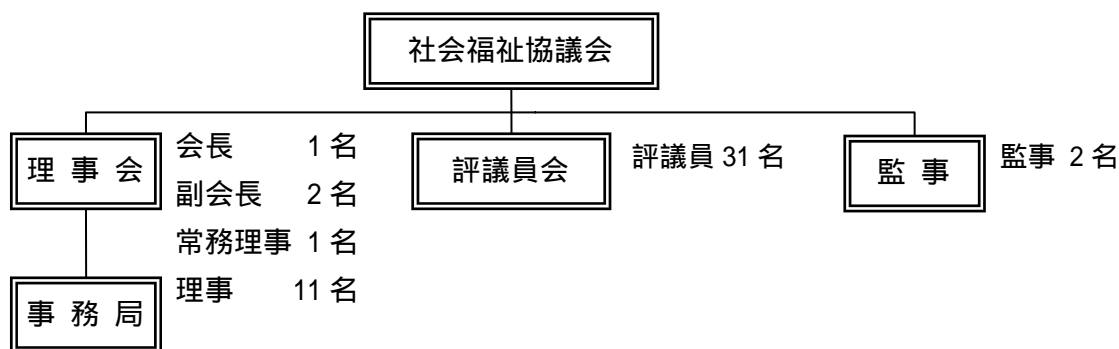 社会福祉協議会
理事会
会長 1名
副会長 2名
常務理事 1名
理事 11名
評議員会
評議員 31 名
監事
監事 2名
事務局